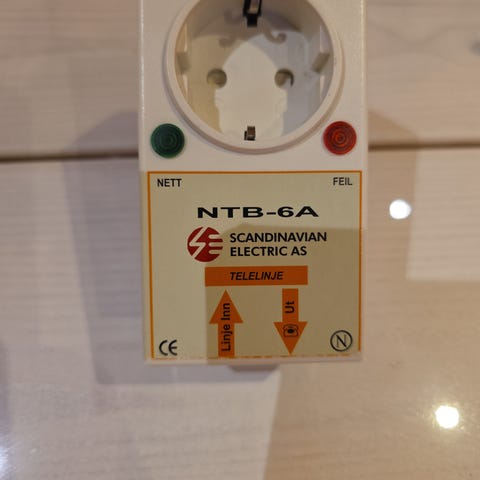 NETT FEIL
NTB-6A
SCANDINAVIAN
ELECTRIC AS
TELELINJE
Linje Inn
Ut
CE
N